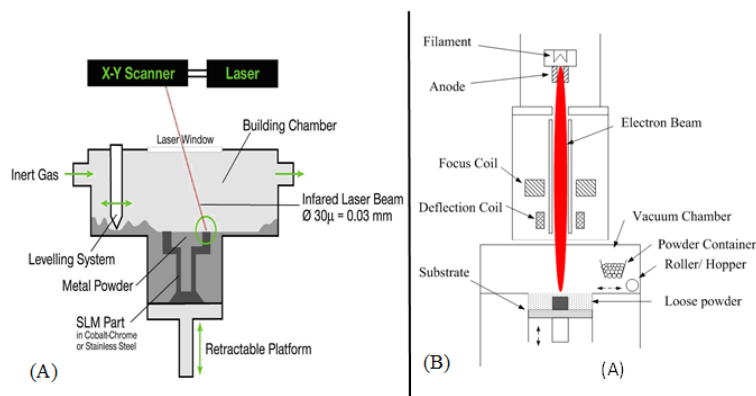 X-Y Scanner
Laser
Building Chamber
Laser Window
Inert Gas
Infared Laser Beam
Ø 30µ = 0.03 mm
Levelling System
Metal Powder
SLM Part
in Cobalt-Chrome
or Stainless Steel
Retractable Platform
(A)
Filament
Anode
Electron Beam
Focus Coil
Deflection Coil
Vacuum Chamber
Powder Container
Roller/ Hopper
Substrate
Loose powder
(B)
(A)